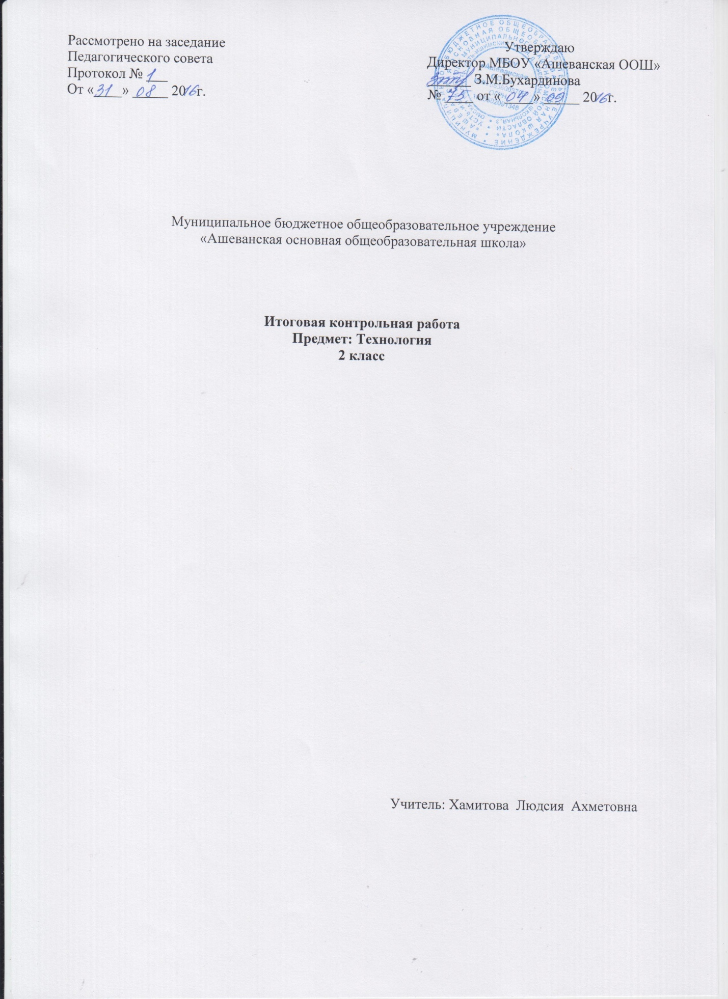 Рассмотрено на заседание
Педагогического совета
Протокол № 1
От «31» 08 2016г.
Утверждаю
Директор МБОУ «Ашеванская ООШ»
З.М.Бухардинова
№ 75 от «04» 09 2016г.
Муниципальное бюджетное общеобразовательное учреждение
«Ашеванская основная общеобразовательная школа»
Итоговая контрольная работа
Предмет: Технология
2 класс
Учитель: Хамитова Людсия Ахметовна